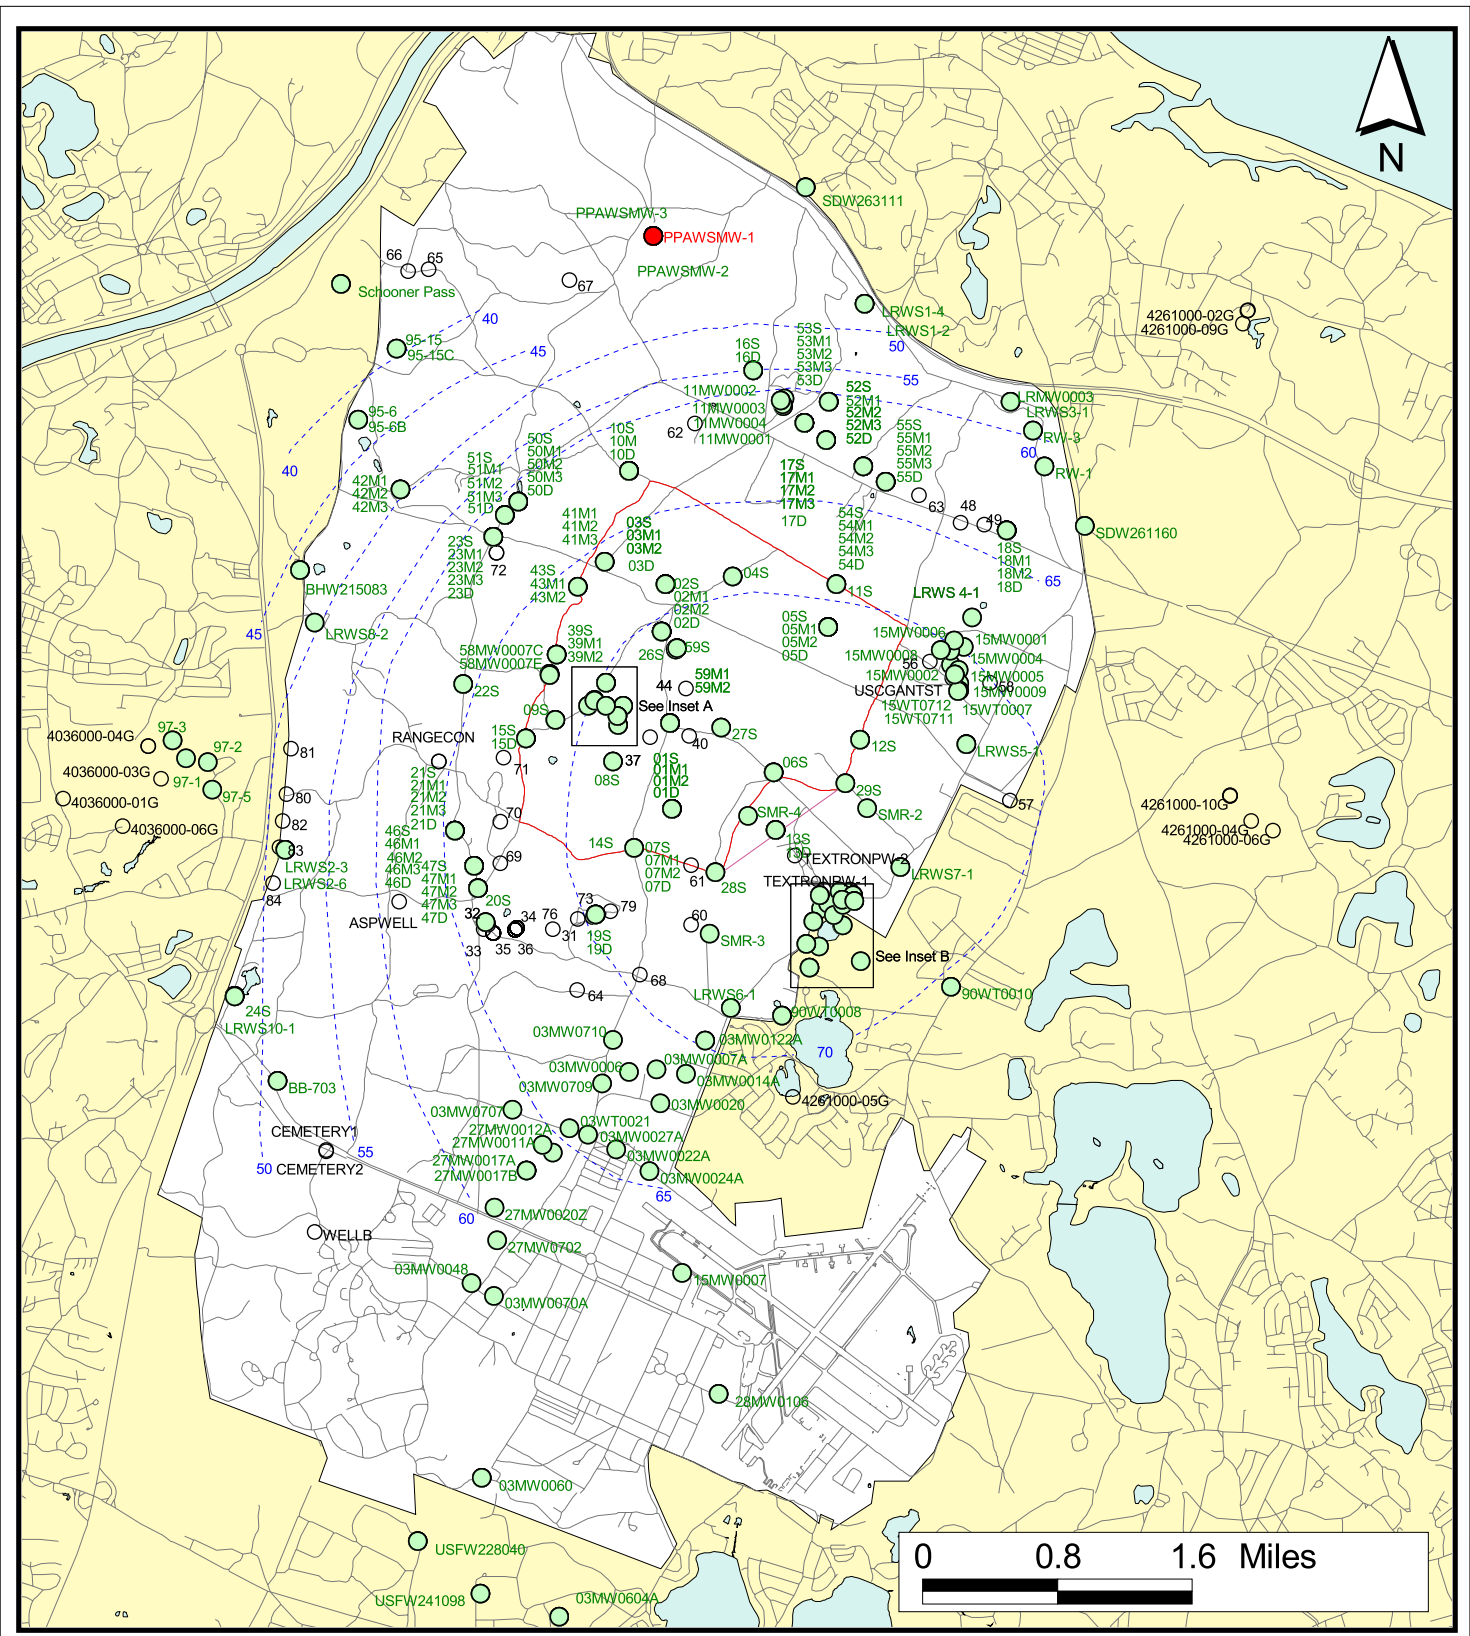 N
SDW263111
PPAWSMW-3
PPAWSMW-1
PPAWSMW-2
66
65
67
Schooner Pass
LRWS1-4
LRWS1-2
40
45
50
55
4261000-02G
4261000-09G
95-15
95-15C
53S
53M1
53M2
53M3
53D
16S
16D
11MW0002
11MW0003
11MW0004
11MW0001
62
52S
52M1
52M2
52M3
52D
LRMW0003
LRWS3-1
RW-3
60
RW-1
95-6
95-6B
40
42M1
42M2
42M3
51S
51M1
51M2
51M3
51D
50S
50M1
50M2
50M3
50D
10S
10M
10D
17S
17M1
17M2
17M3
17D
55S
55M1
55M2
55M3
55D
63
48
49
SDW261160
41M1
41M2
41M3
03S
03M1
03M2
03D
54S
54M1
54M2
54M3
54D
18S
18M1
18M2
18D
65
23S
23M1
23M2
23M3
23D
72
43S
43M1
43M2
BHW215083
02S
02M1
02M2
02D
04S
11S
LRWS 4-1
45
LRWS8-2
39S
39M1
39M2
58MW0007C
58MW0007E
26S
59S
05S
05M1
05M2
05D
15MW0006
15MW0001
15MW0008
56
15MW0004
15MW0002
15MW0005
58
USCGANTST
15MW0009
15WT0712
15WT0007
15WT0711
22S
44
59M1
59M2
See Inset A
09S
15S
15D
RANGECON
40
27S
12S
LRWS5-1
4036000-04G
97-3
97-2
4036000-03G
97-1
4036000-01G
97-5
4036000-06G
81
80
82
83
71
08S
37
01S
01M1
01M2
01D
06S
29S
57
4261000-10G
4261000-04G
4261000-06G
21S
21M1
21M2
21M3
21D
70
SMR-4
SMR-2
13S
13D
46S
46M1
46M2
46M3
46D
47S
47M1
47M2
47M3
47D
69
14S
07S
07M1
07M2
07D
61
28S
TEXTRONPW-2
TEXTRONPW-1
LRWS7-1
LRWS2-3
LRWS2-6
84
ASPWELL
20S
32
33
35
34
36
76
31
73
79
19S
19D
60
SMR-3
See Inset B
68
64
90WT0010
24S
LRWS10-1
LRWS6-1
90WT0008
03MW0710
03MW0122A
70
BB-703
03MW0006
03MW0007A
03MW0709
03MW0014A
03MW0020
4261000-05G
03MW0707
27MW0012A
03WT0021
27MW0011A
03MW0027A
CEMETERY1
55
50
CEMETERY2
27MW0017A
27MW0017B
03MW0022A
03MW0024A
65
60
27MW0020Z
WELLB
27MW0702
03MW0048
03MW0070A
15MW0007
28MW0106
03MW0060
USFW228040
USFW241098
03MW0604A
0
0.8
1.6 Miles